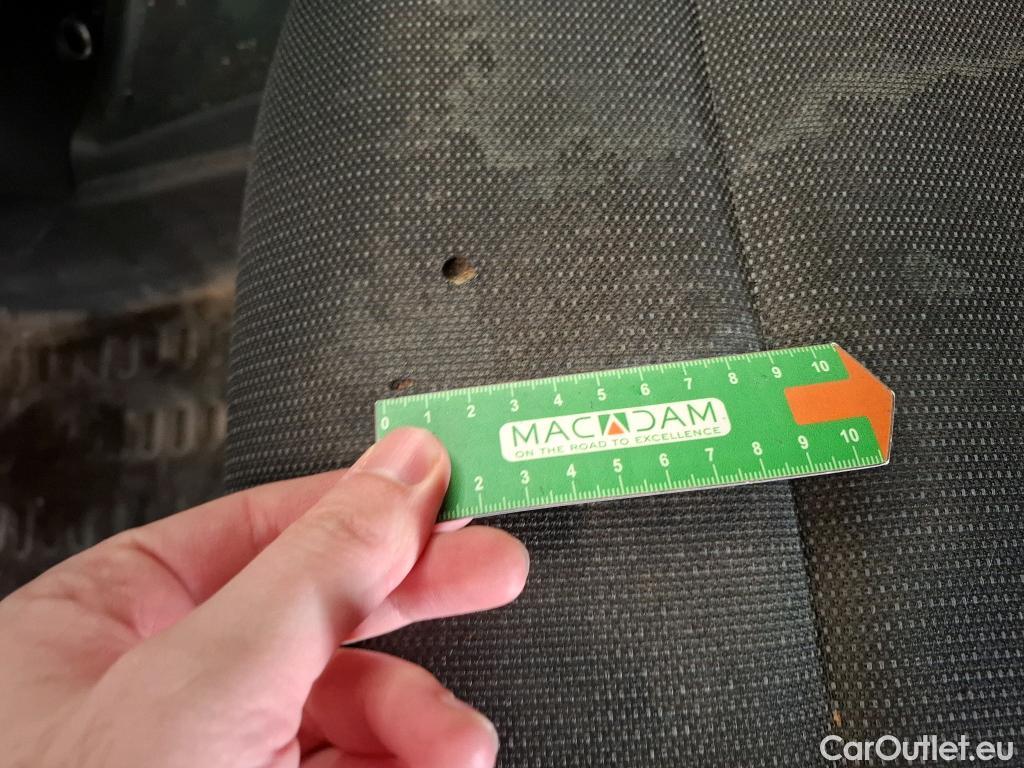 0 1 2 3 4 5 6 7 8 9 10
MACADAM
ON THE ROAD TO EXCELLENCE
2 3 4 5 6 7 8 9 10
CarOutlet.eu